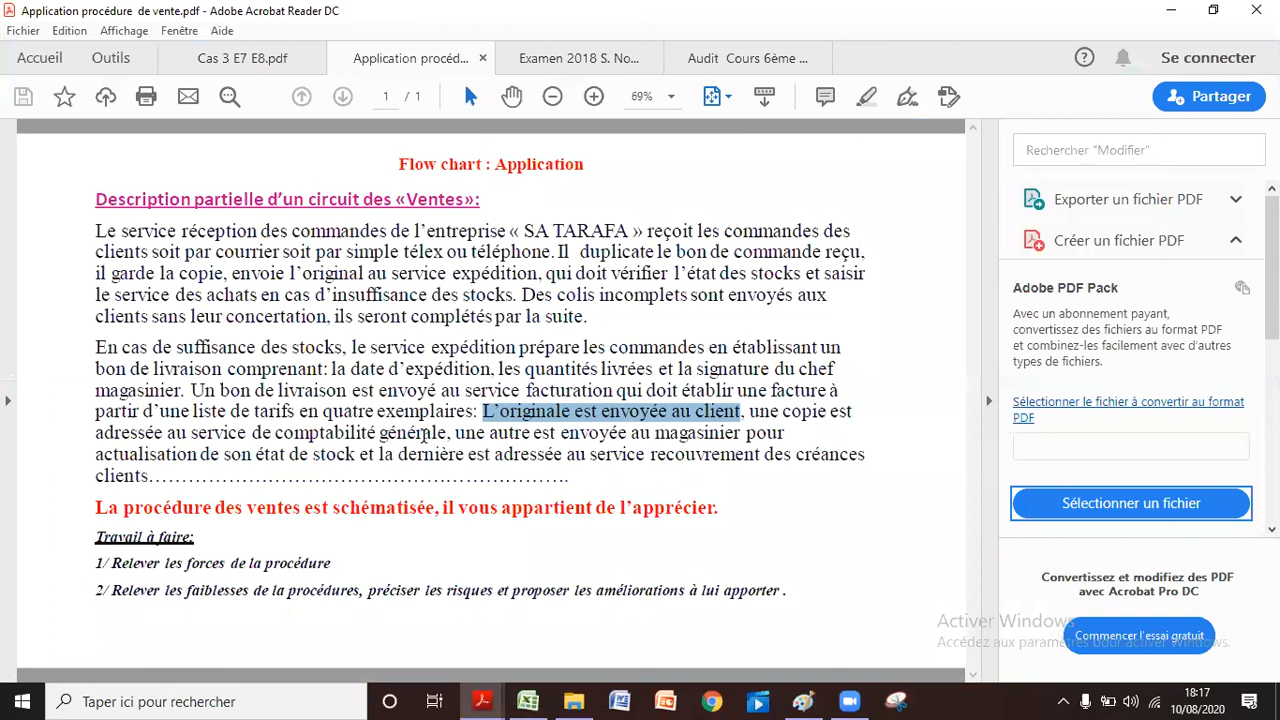 Application procédure  de vente.pdf - Adobe Acrobat Reader DC
Fichier Edition Affichage Fenêtre Aide
Accueil Outils Cas 3 E7 E8.pdf Application procéd... × Examen 2018 S. No... Audit  Cours 6ème ... Se connecter
1 / 1 69% Partager
Flow chart : Application
Description partielle d’un circuit des «Ventes»:
Le service réception des commandes de l’entreprise « SA TARAFA » reçoit les commandes des
clients soit par courrier soit par simple télex ou téléphone. Il  duplicate le bon de commande reçu,
il garde la copie, envoie l’original au service expédition, qui doit vérifier l’état des stocks et saisir
le service des achats en cas d’insuffisance des stocks. Des colis incomplets sont envoyés aux
clients sans leur concertation, ils seront complétés par la suite.
En cas de suffisance des stocks, le service expédition prépare les commandes en établissant un
bon de livraison comprenant: la date d’expédition, les quantités livrées et la signature du chef
magasinier. Un bon de livraison est envoyé au service facturation qui doit établir une facture à
partir d’une liste de tarifs en quatre exemplaires: L’originale est envoyée au client, une copie est
adressée au service de comptabilité générale, une autre est envoyée au magasinier pour
actualisation de son état de stock et la dernière est adressée au service recouvrement des créances
clients……………………………………………………….
La procédure des ventes est schématisée, il vous appartient de l’apprécier.
Travail à faire:
1/ Relever les forces de la procédure
2/ Relever les faiblesses de la procédures, préciser les risques et proposer les améliorations à lui apporter .
Rechercher "Modifier"
Exporter un fichier PDF
Créer un fichier PDF
Adobe PDF Pack
Avec un abonnement payant,
convertissez des fichiers au format PDF
et combinez-les facilement avec d'autres
types de fichiers.
Sélectionner le fichier à convertir au format
PDF
Sélectionner un fichier
Convertissez et modifiez des PDF
avec Acrobat Pro DC
Commencer l'essai gratuit
Activer Windows
Accédez aux paramètres pour activer Windows.
Taper ici pour rechercher
18:17
10/08/2020